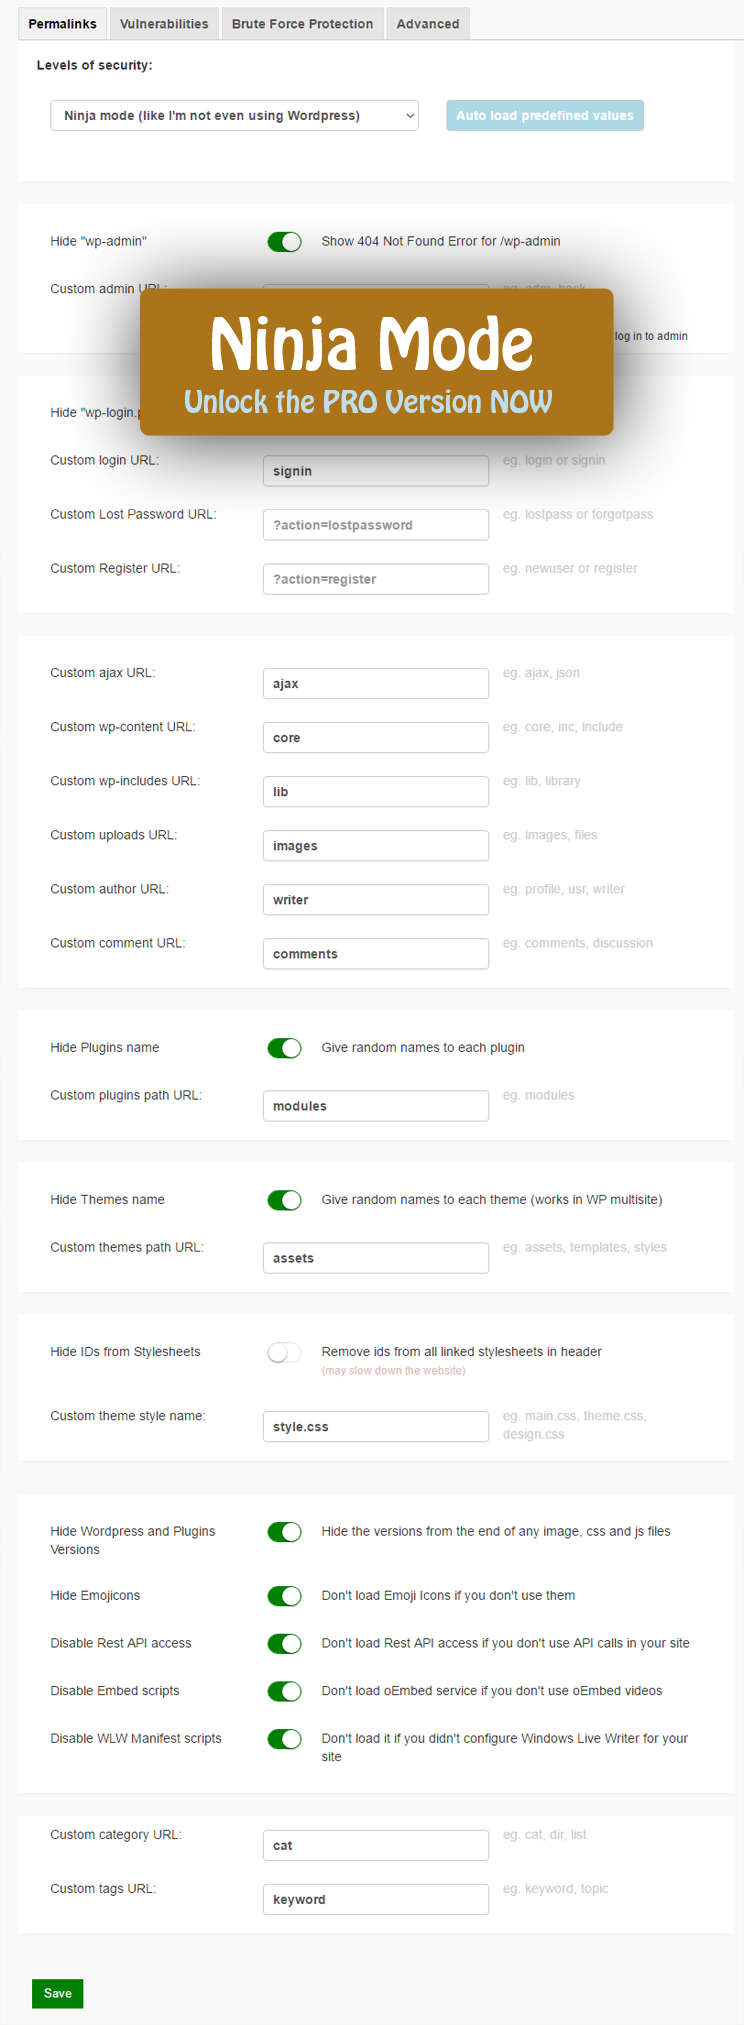 Permalinks Vulnerabilities Brute Force Protection Advanced
Levels of security:
Ninja mode (like I'm not even using Wordpress) Auto load predefined values
Hide "wp-admin" Show 404 Not Found Error for /wp-admin
Custom admin URL: eg. adm, back
Ninja Mode
log in to admin
Unlock the PRO Version NOW
Hide "wp-login.p
Custom login URL: signin eg. login or signin
Custom Lost Password URL: ?action=lostpassword eg. lostpass or forgotpass
Custom Register URL: ?action=register eg. newuser or register
Custom ajax URL: ajax eg. ajax, json
Custom wp-content URL: core eg. core, inc, include
Custom wp-includes URL: lib eg. lib, library
Custom uploads URL: images eg. images, files
Custom author URL: writer eg. profile, usr, writer
Custom comment URL: comments eg. comments, discussion
Hide Plugins name Give random names to each plugin
Custom plugins path URL: modules eg. modules
Hide Themes name Give random names to each theme (works in WP multisite)
Custom themes path URL: assets eg. assets, templates, styles
Hide IDs from Stylesheets Remove ids from all linked stylesheets in header
(may slow down the website)
Custom theme style name: style.css eg. main.css, theme.css,
design.css
Hide Wordpress and Plugins Hide the versions from the end of any image, css and js files
Versions
Hide Emojicons Don't load Emoji Icons if you don't use them
Disable Rest API access Don't load Rest API access if you don't use API calls in your site
Disable Embed scripts Don't load oEmbed service if you don't use oEmbed videos
Disable WLW Manifest scripts Don't load it if you didn't configure Windows Live Writer for your
site
Custom category URL: cat eg. cat, dir, list
Custom tags URL: keyword eg. keyword, topic
Save